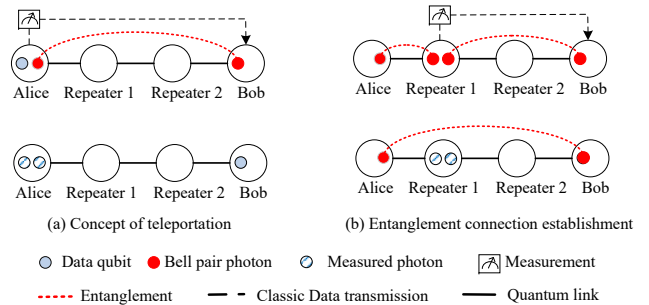 Alice Repeater 1 Repeater 2 Bob
Alice Repeater 1 Repeater 2 Bob
(a) Concept of teleportation
Alice Repeater 1 Repeater 2 Bob
Alice Repeater 1 Repeater 2 Bob
(b) Entanglement connection establishment
Data qubit Bell pair photon Measured photon Measurement
Entanglement Classic Data transmission Quantum link